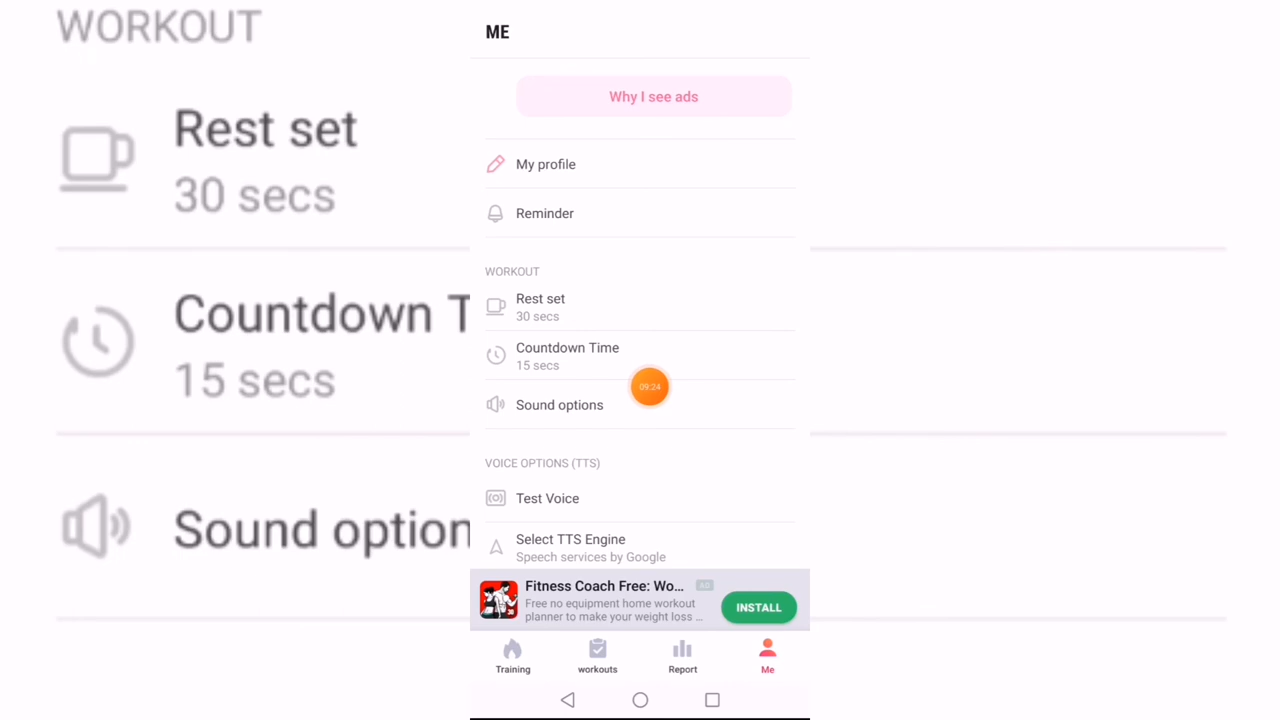 WORKOUT
Rest set
30 secs
Countdown T
15 secs
Sound option
ME
Why I see ads
My profile
Reminder
WORKOUT
Rest set
30 secs
Countdown Time
15 secs
09:24
Sound options
VOICE OPTIONS (TTS)
Test Voice
Select TTS Engine
Speech services by Google
Fitness Coach Free: Wo...
AD
Free no equipment home workout
planner to make your weight loss ...
INSTALL
Training
workouts
Report
Me